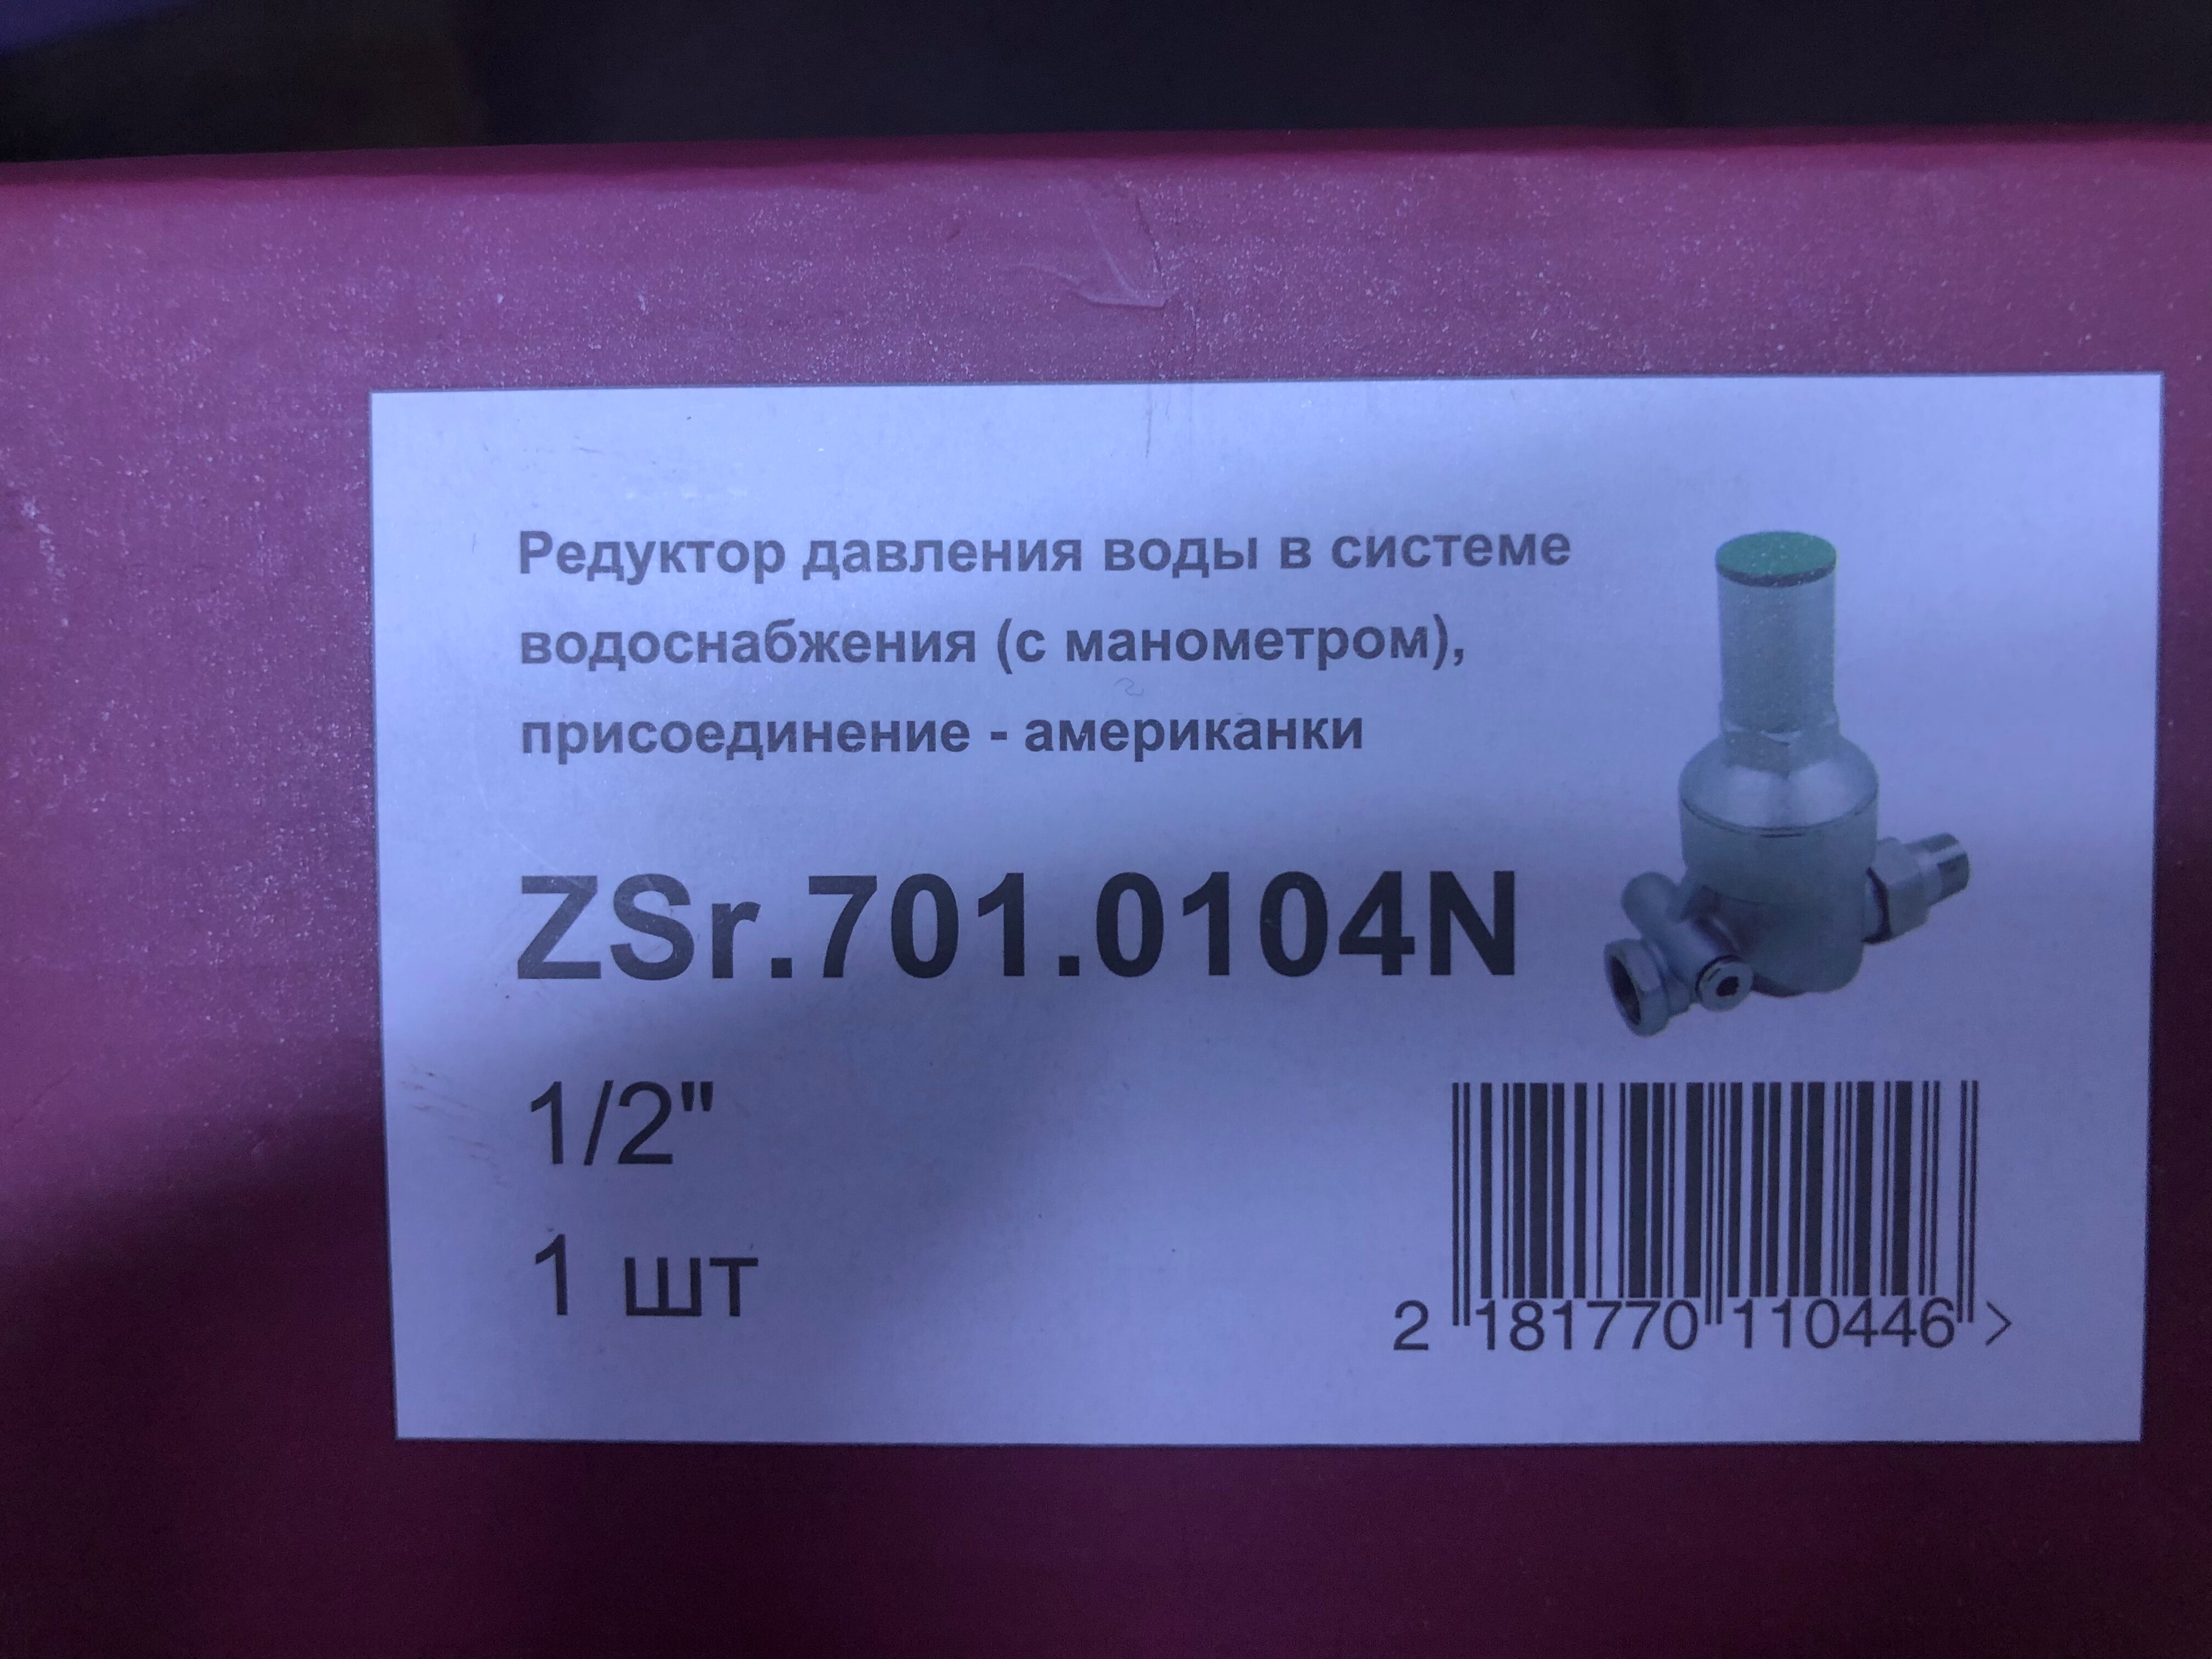 Редуктор давления воды в системе
водоснабжения (с манометром),
присоединение - американки
ZSr.701.0104N
1/2"
1 шт
2 181770 110446 >